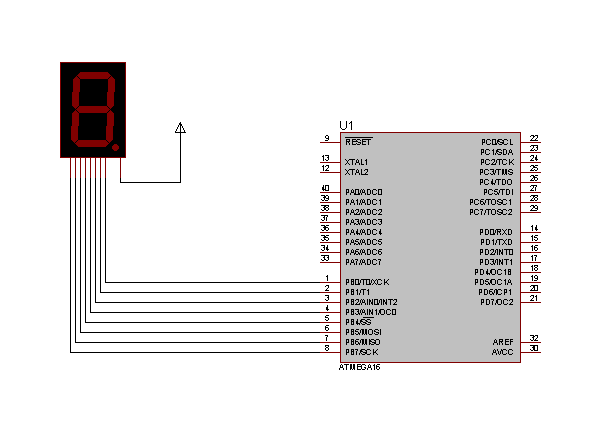 U1
9 RESET
13 XTAL1
12 XTAL2
40 PA0/ADC0
39 PA1/ADC1
38 PA2/ADC2
37 PA3/ADC3
36 PA4/ADC4
35 PA5/ADC5
34 PA6/ADC6
33 PA7/ADC7
1 PB0/T0/XCK
2 PB1/T1
3 PB2/AIN0/INT2
4 PB3/AIN1/OC0
5 PB4/SS
6 PB5/MOSI
7 PB6/MISO
8 PB7/SCK
PC0/SCL 22
PC1/SDA 23
PC2/TCK 24
PC3/TMS 25
PC4/TDO 26
PC5/TDI 27
PC6/TOSC1 28
PC7/TOSC2 29
PD0/RXD 14
PD1/TXD 15
PD2/INT0 16
PD3/INT1 17
PD4/OC1B 18
PD5/OC1A 19
PD6/ICP1 20
PD7/OC2 21
AREF 32
AVCC 30
ATMEGA16